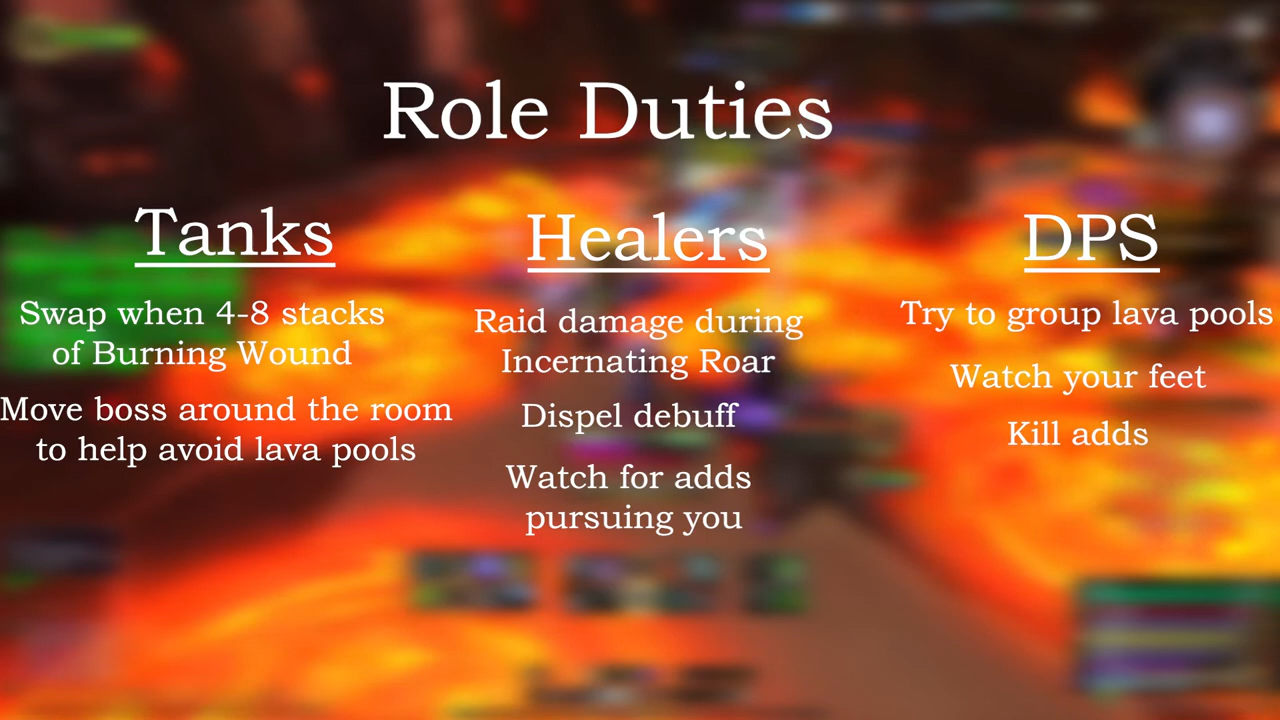 Role Duties
Tanks
Swap when 4-8 stacks
of Burning Wound
Move boss around the room
to help avoid lava pools
Healers
Raid damage during
Incernating Roar
Dispel debuff
Watch for adds
pursuing you
DPS
Try to group lava pools
Watch your feet
Kill adds